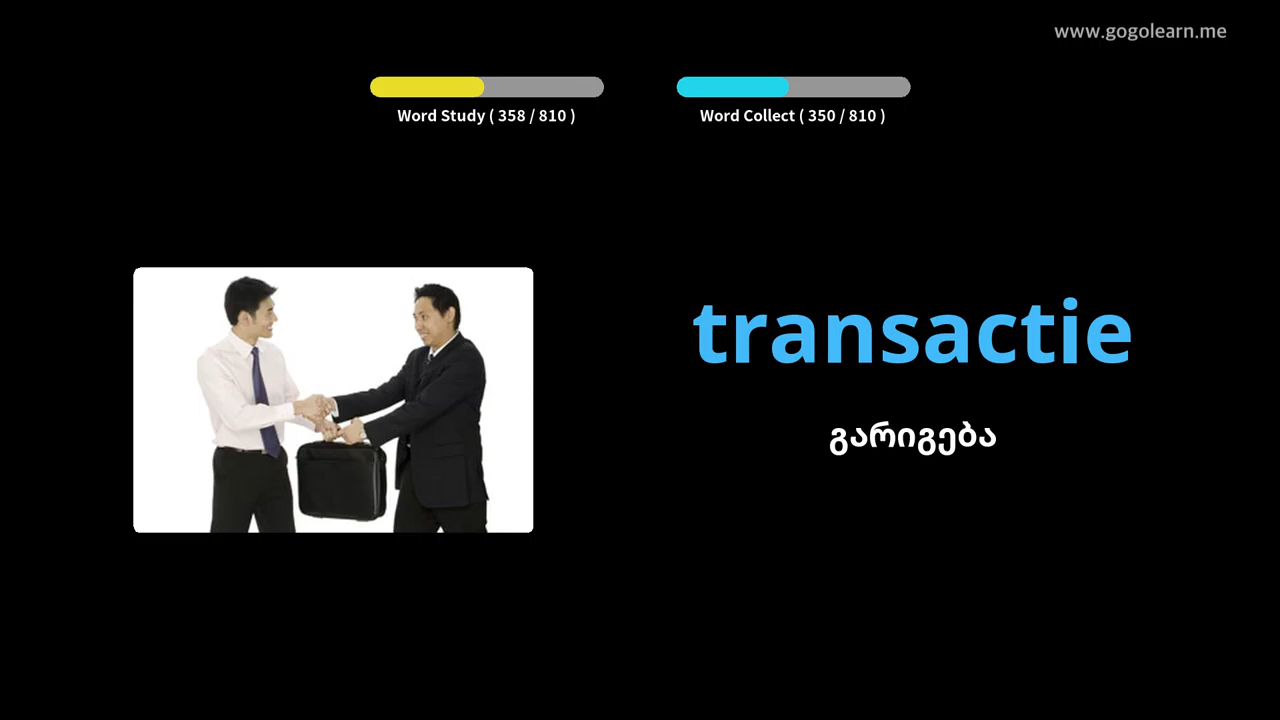 www.gogolearn.me
Word Study ( 358 / 810 )
Word Collect ( 350 / 810 )
transactie
გარიგება